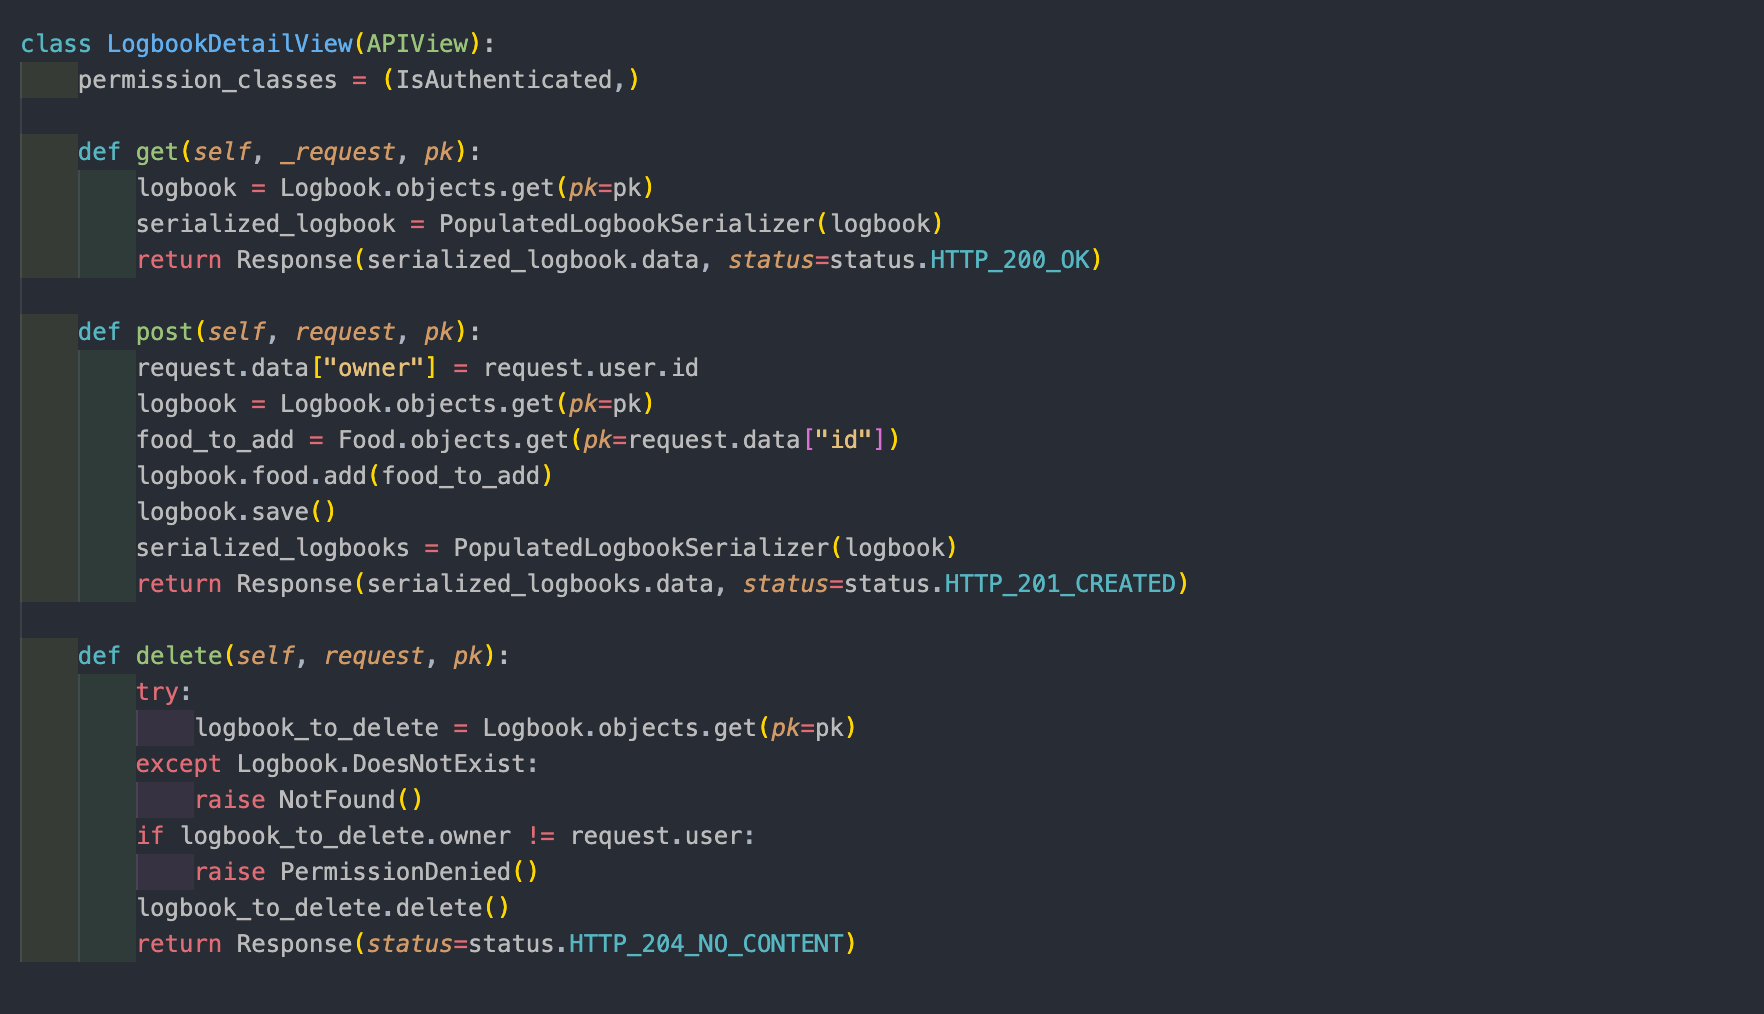 class LogbookDetailView(APIView):
    permission_classes = (IsAuthenticated,)

    def get(self, _request, pk):
        logbook = Logbook.objects.get(pk=pk)
        serialized_logbook = PopulatedLogbookSerializer(logbook)
        return Response(serialized_logbook.data, status=status.HTTP_200_OK)

    def post(self, request, pk):
        request.data["owner"] = request.user.id
        logbook = Logbook.objects.get(pk=pk)
        food_to_add = Food.objects.get(pk=request.data["id"])
        logbook.food.add(food_to_add)
        logbook.save()
        serialized_logbooks = PopulatedLogbookSerializer(logbook)
        return Response(serialized_logbooks.data, status=status.HTTP_201_CREATED)

    def delete(self, request, pk):
        try:
            logbook_to_delete = Logbook.objects.get(pk=pk)
        except Logbook.DoesNotExist:
            raise NotFound()
        if logbook_to_delete.owner != request.user:
            raise PermissionDenied()
        logbook_to_delete.delete()
        return Response(status=status.HTTP_204_NO_CONTENT)